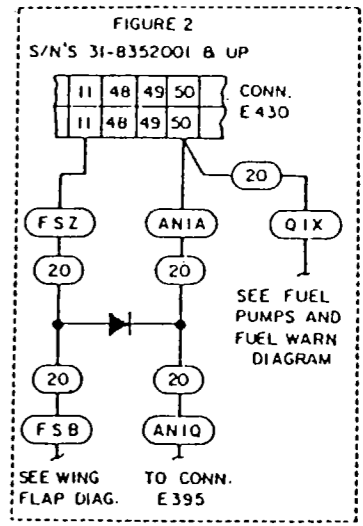 FIGURE 2
S/N'S 31-8352001 & UP
11 48 49 50
11 48 49 50
CONN.
E430
20
FSZ
ANIA
QIX
20
20
SEE FUEL
PUMPS AND
FUEL WARN
DIAGRAM
20
20
FSB
ANIQ
SEE WING
FLAP DIAG.
TO CONN.
E395